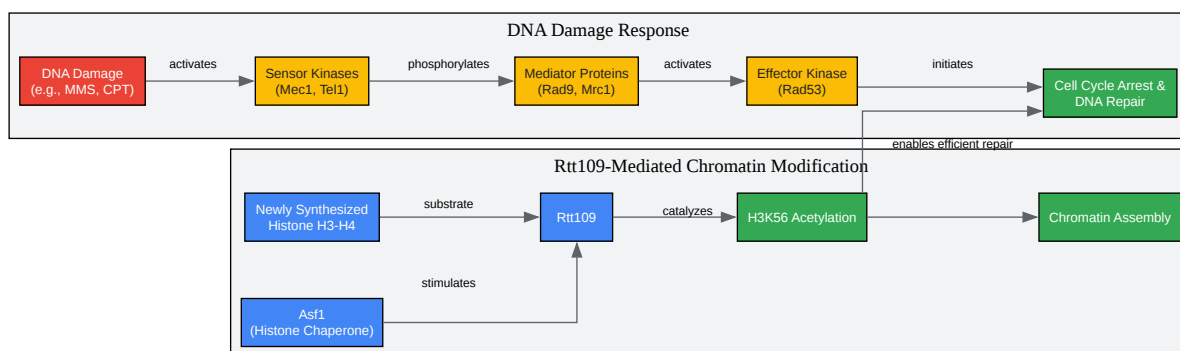 DNA Damage Response
DNA Damage
(e.g., MMS, CPT)
activates
Sensor Kinases
(Mec1, Tel1)
phosphorylates
Mediator Proteins
(Rad9, Mrc1)
activates
Effector Kinase
(Rad53)
initiates
Cell Cycle Arrest &
DNA Repair
enables efficient repair
Rtt109-Mediated Chromatin Modification
Newly Synthesized
Histone H3-H4
substrate
Rtt109
catalyzes
H3K56 Acetylation
Chromatin Assembly
stimulates
Asf1
(Histone Chaperone)